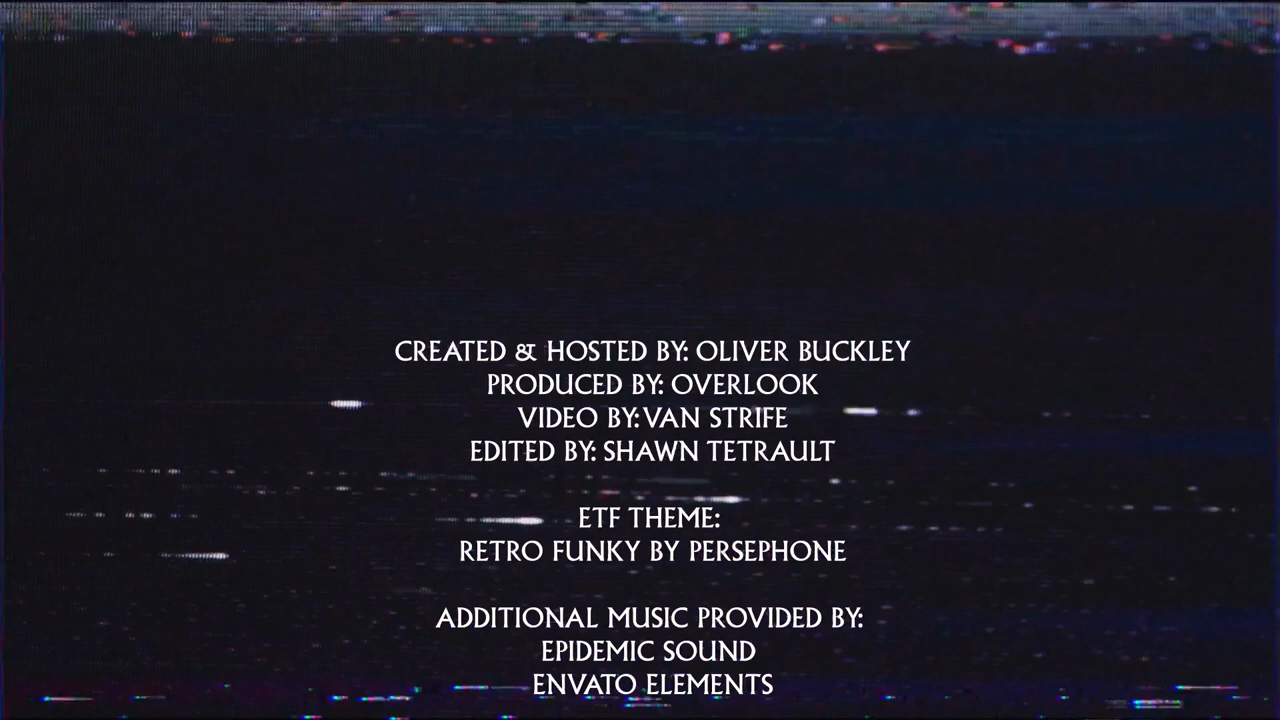 CREATED & HOSTED BY: OLIVER BUCKLEY
PRODUCED BY: OVERLOOK
VIDEO BY: VAN STRIFE
EDITED BY: SHAWN TETRAULT
ETF THEME:
RETRO FUNKY BY PERSEPHONE
ADDITIONAL MUSIC PROVIDED BY:
EPIDEMIC SOUND
ENVATO ELEMENTS